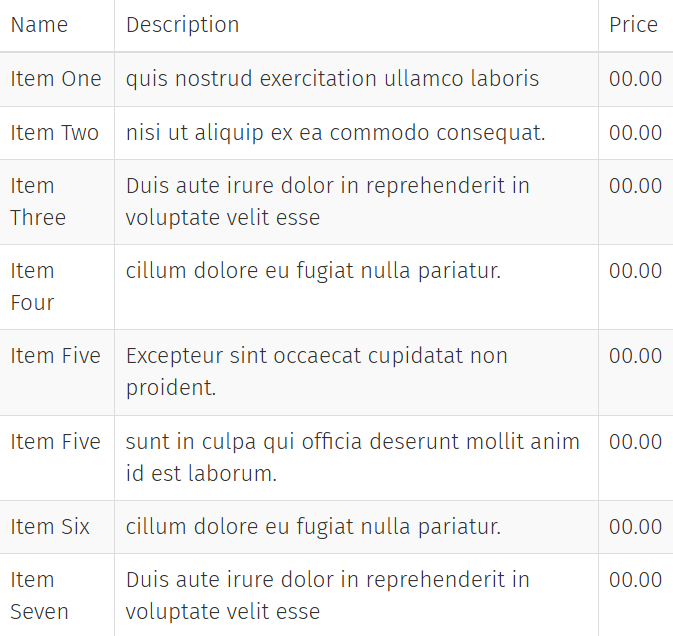 Name Description Price
Item One quis nostrud exercitation ullamco laboris 00.00
Item Two nisi ut aliquip ex ea commodo consequat. 00.00
Item Duis aute irure dolor in reprehenderit in 00.00
Three voluptate velit esse
Item cillum dolore eu fugiat nulla pariatur. 00.00
Four
Item Five Excepteur sint occaecat cupidatat non 00.00
proident.
Item Five sunt in culpa qui officia deserunt mollit anim 00.00
id est laborum.
Item Six cillum dolore eu fugiat nulla pariatur. 00.00
Item Duis aute irure dolor in reprehenderit in 00.00
Seven voluptate velit esse